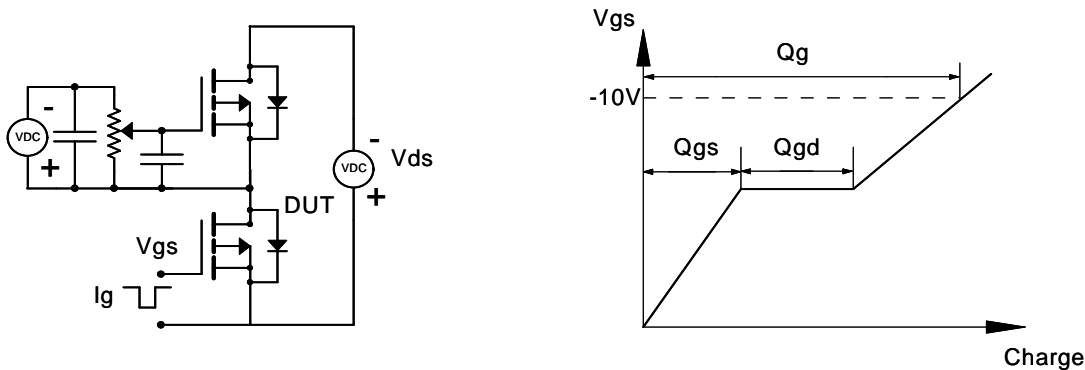 -
VDC
+
DUT
Vgs
Ig
-
VDC
Vds
+
Vgs
Qg
-10V
Qgs
Qgd
Charge